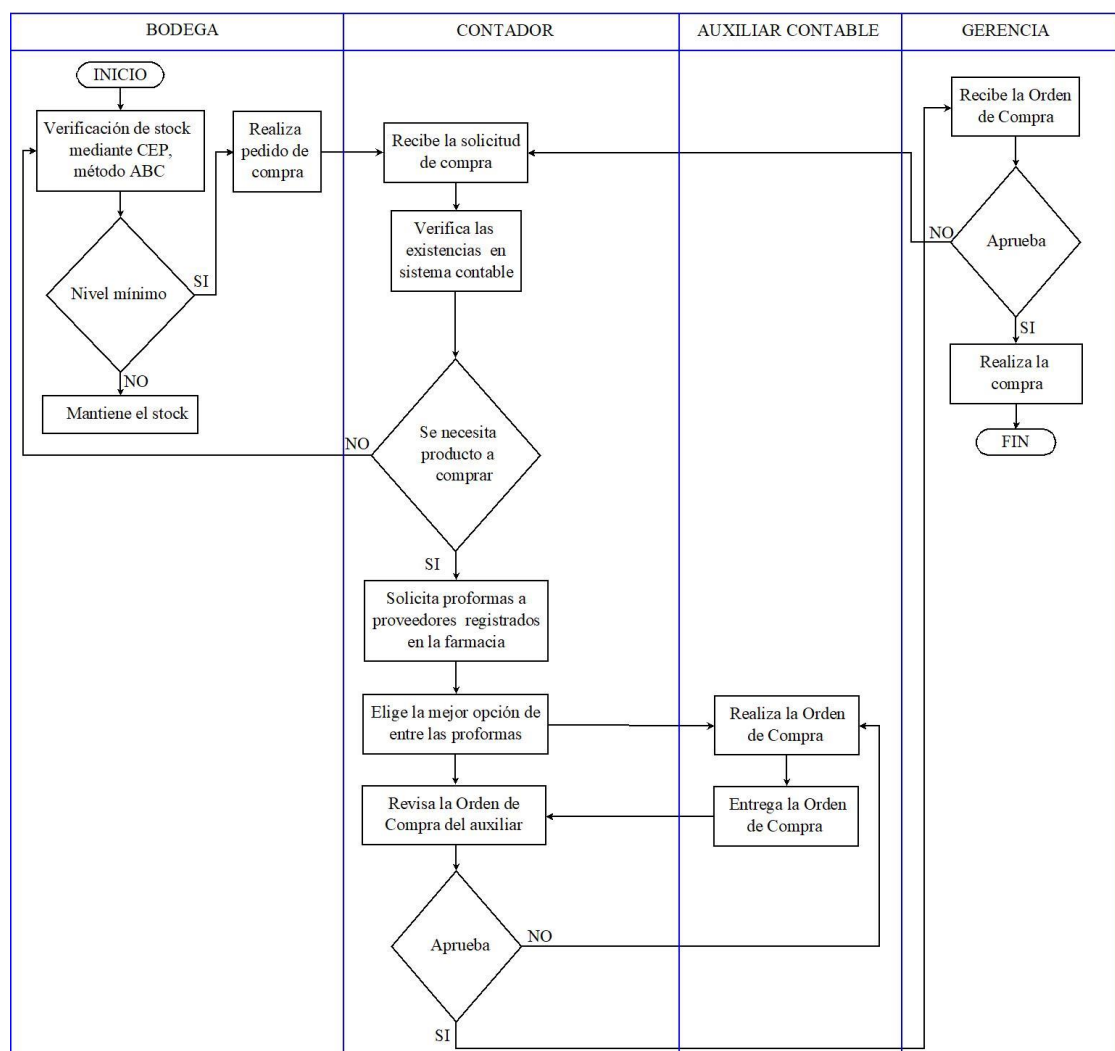 BODEGA
CONTADOR
AUXILIAR CONTABLE
GERENCIA
INICIO
Verificación de stock
mediante CEP,
método ABC
Realiza
pedido de
compra
Nivel mínimo
SI
NO
Mantiene el stock
Recibe la solicitud
de compra
Verifica las
existencias en
sistema contable
Se necesita
producto a
comprar
NO
SI
Solicita proformas a
proveedores registrados
en la farmacia
Elige la mejor opción de
entre las proformas
Revisa la Orden de
Compra del auxiliar
Aprueba
NO
SI
Realiza la Orden
de Compra
Entrega la Orden
de Compra
Recibe la Orden
de Compra
Aprueba
NO
SI
Realiza la
compra
FIN